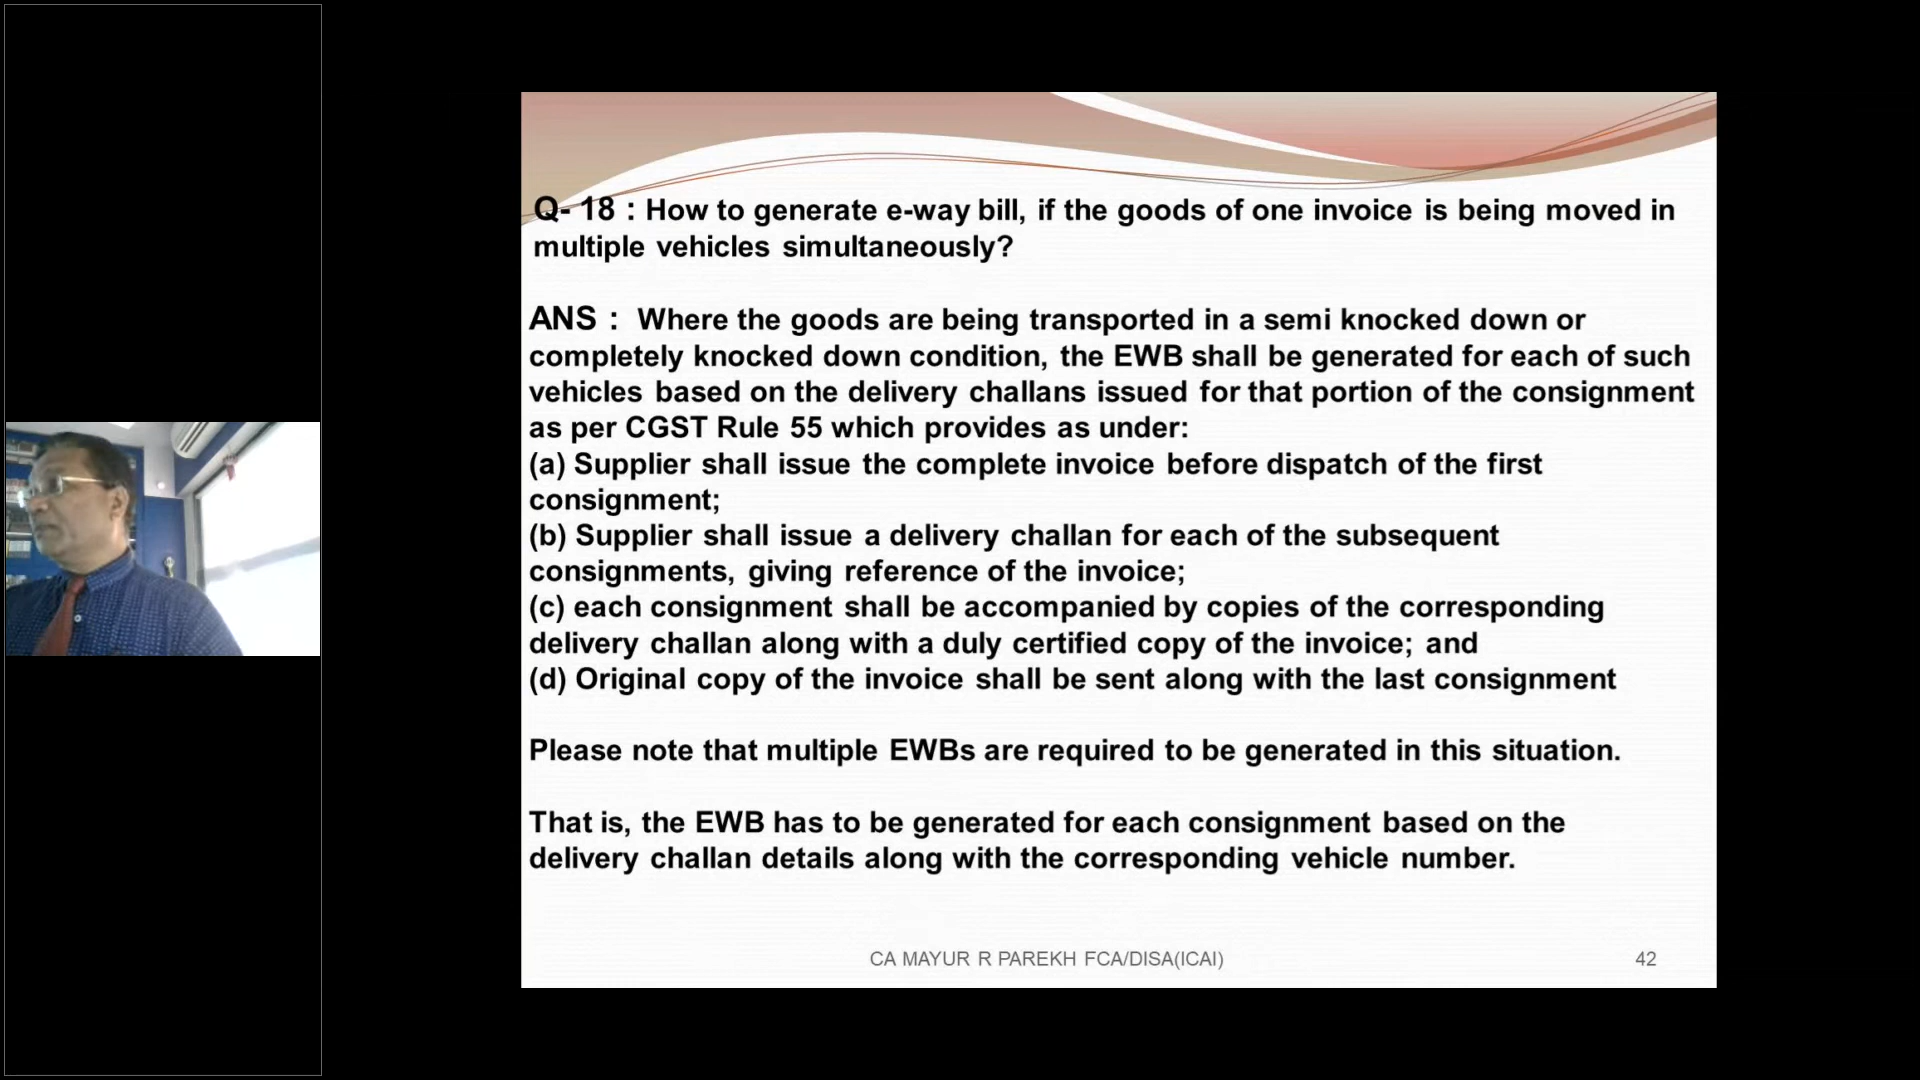 Q- 18 : How to generate e-way bill, if the goods of one invoice is being moved in
multiple vehicles simultaneously?
ANS : Where the goods are being transported in a semi knocked down or
completely knocked down condition, the EWB shall be generated for each of such
vehicles based on the delivery challans issued for that portion of the consignment
as per CGST Rule 55 which provides as under:
(a) Supplier shall issue the complete invoice before dispatch of the first
consignment;
(b) Supplier shall issue a delivery challan for each of the subsequent
consignments, giving reference of the invoice;
(c) each consignment shall be accompanied by copies of the corresponding
delivery challan along with a duly certified copy of the invoice; and
(d) Original copy of the invoice shall be sent along with the last consignment
Please note that multiple EWBs are required to be generated in this situation.
That is, the EWB has to be generated for each consignment based on the
delivery challan details along with the corresponding vehicle number.
CA MAYUR R PAREKH FCA/DISA(ICAI)
42